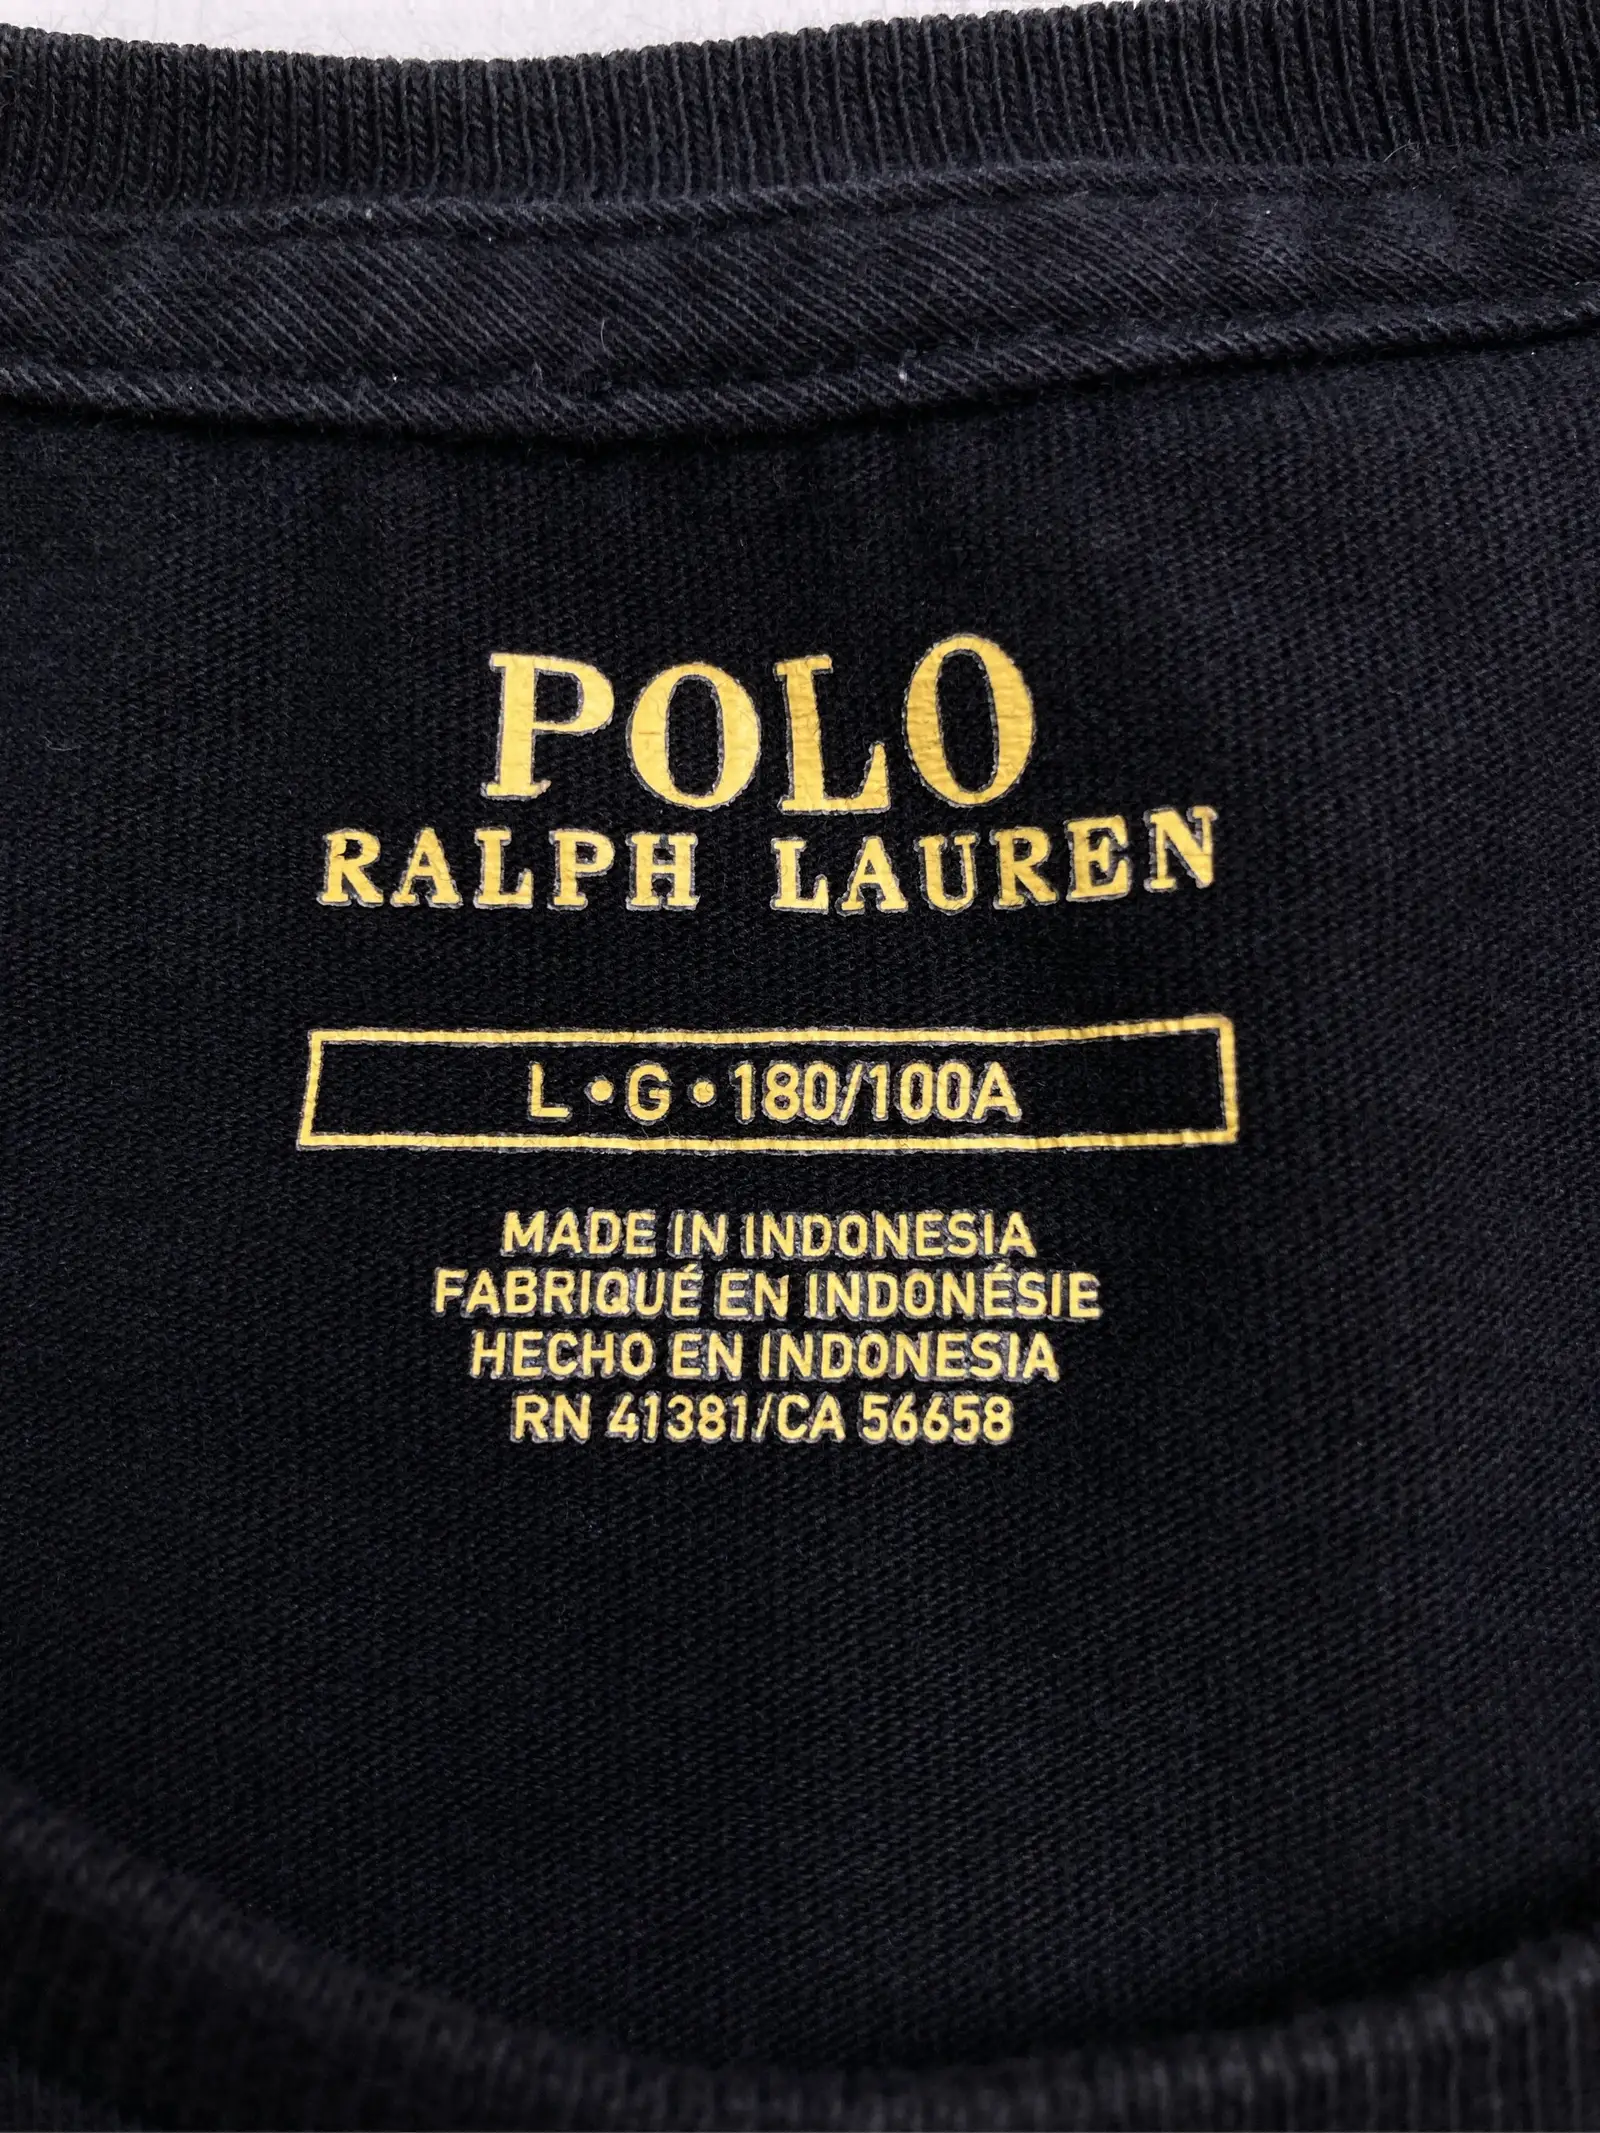 POLO
RALPH LAUREN
L • G • 180/100A
MADE IN INDONESIA
FABRIQUÉ EN INDONÉSIE
HECHO EN INDONESIA
RN 41381/CA 56658